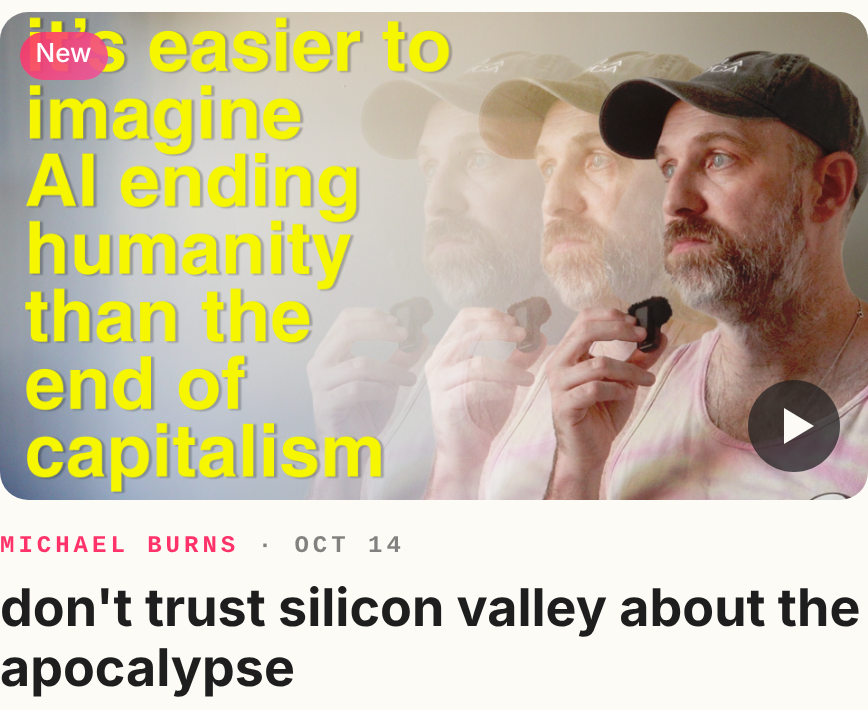 it's easier to
New
imagine
AI ending
humanity
than the
end of
capitalism
MICHAEL BURNS · OCT 14
don't trust silicon valley about the
apocalypse